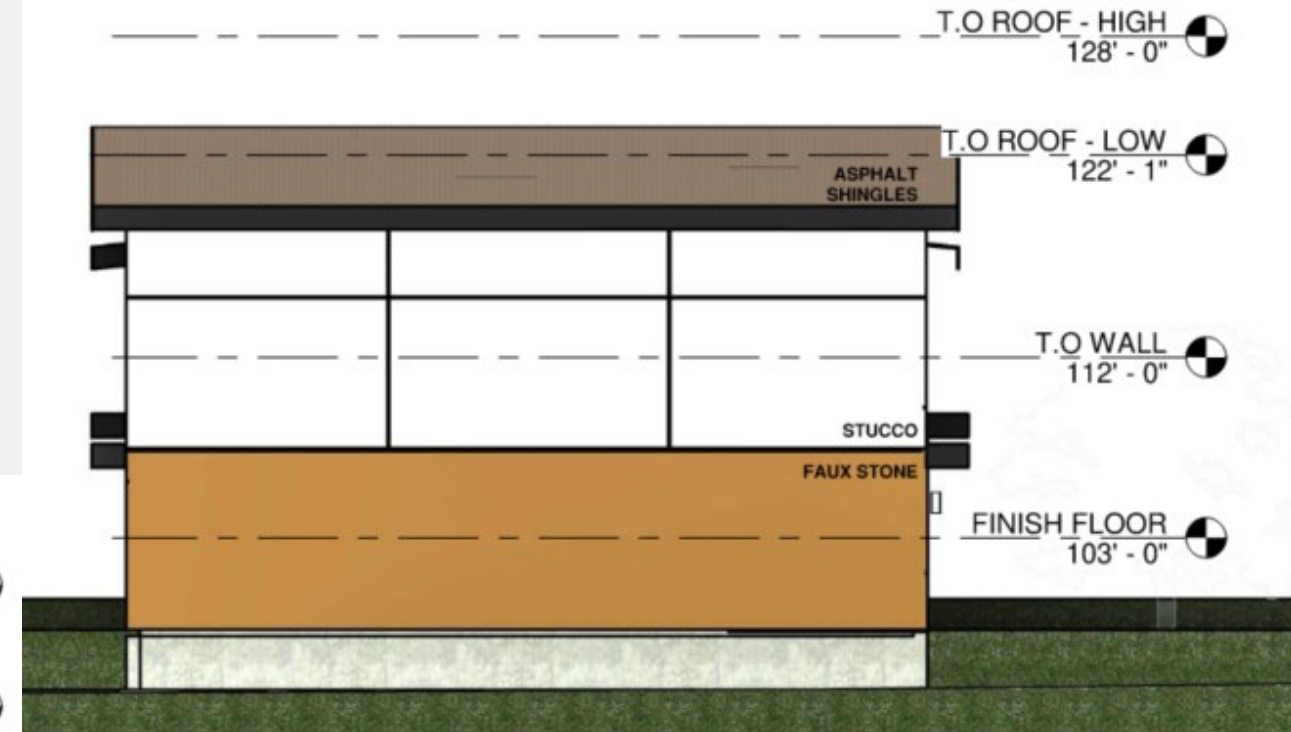 T.O ROOF - HIGH
128' - 0"
T.O ROOF - LOW
122' - 1"
ASPHALT
SHINGLES
T.O WALL
112' - 0"
STUCCO
FAUX STONE
FINISH FLOOR
103' - 0"